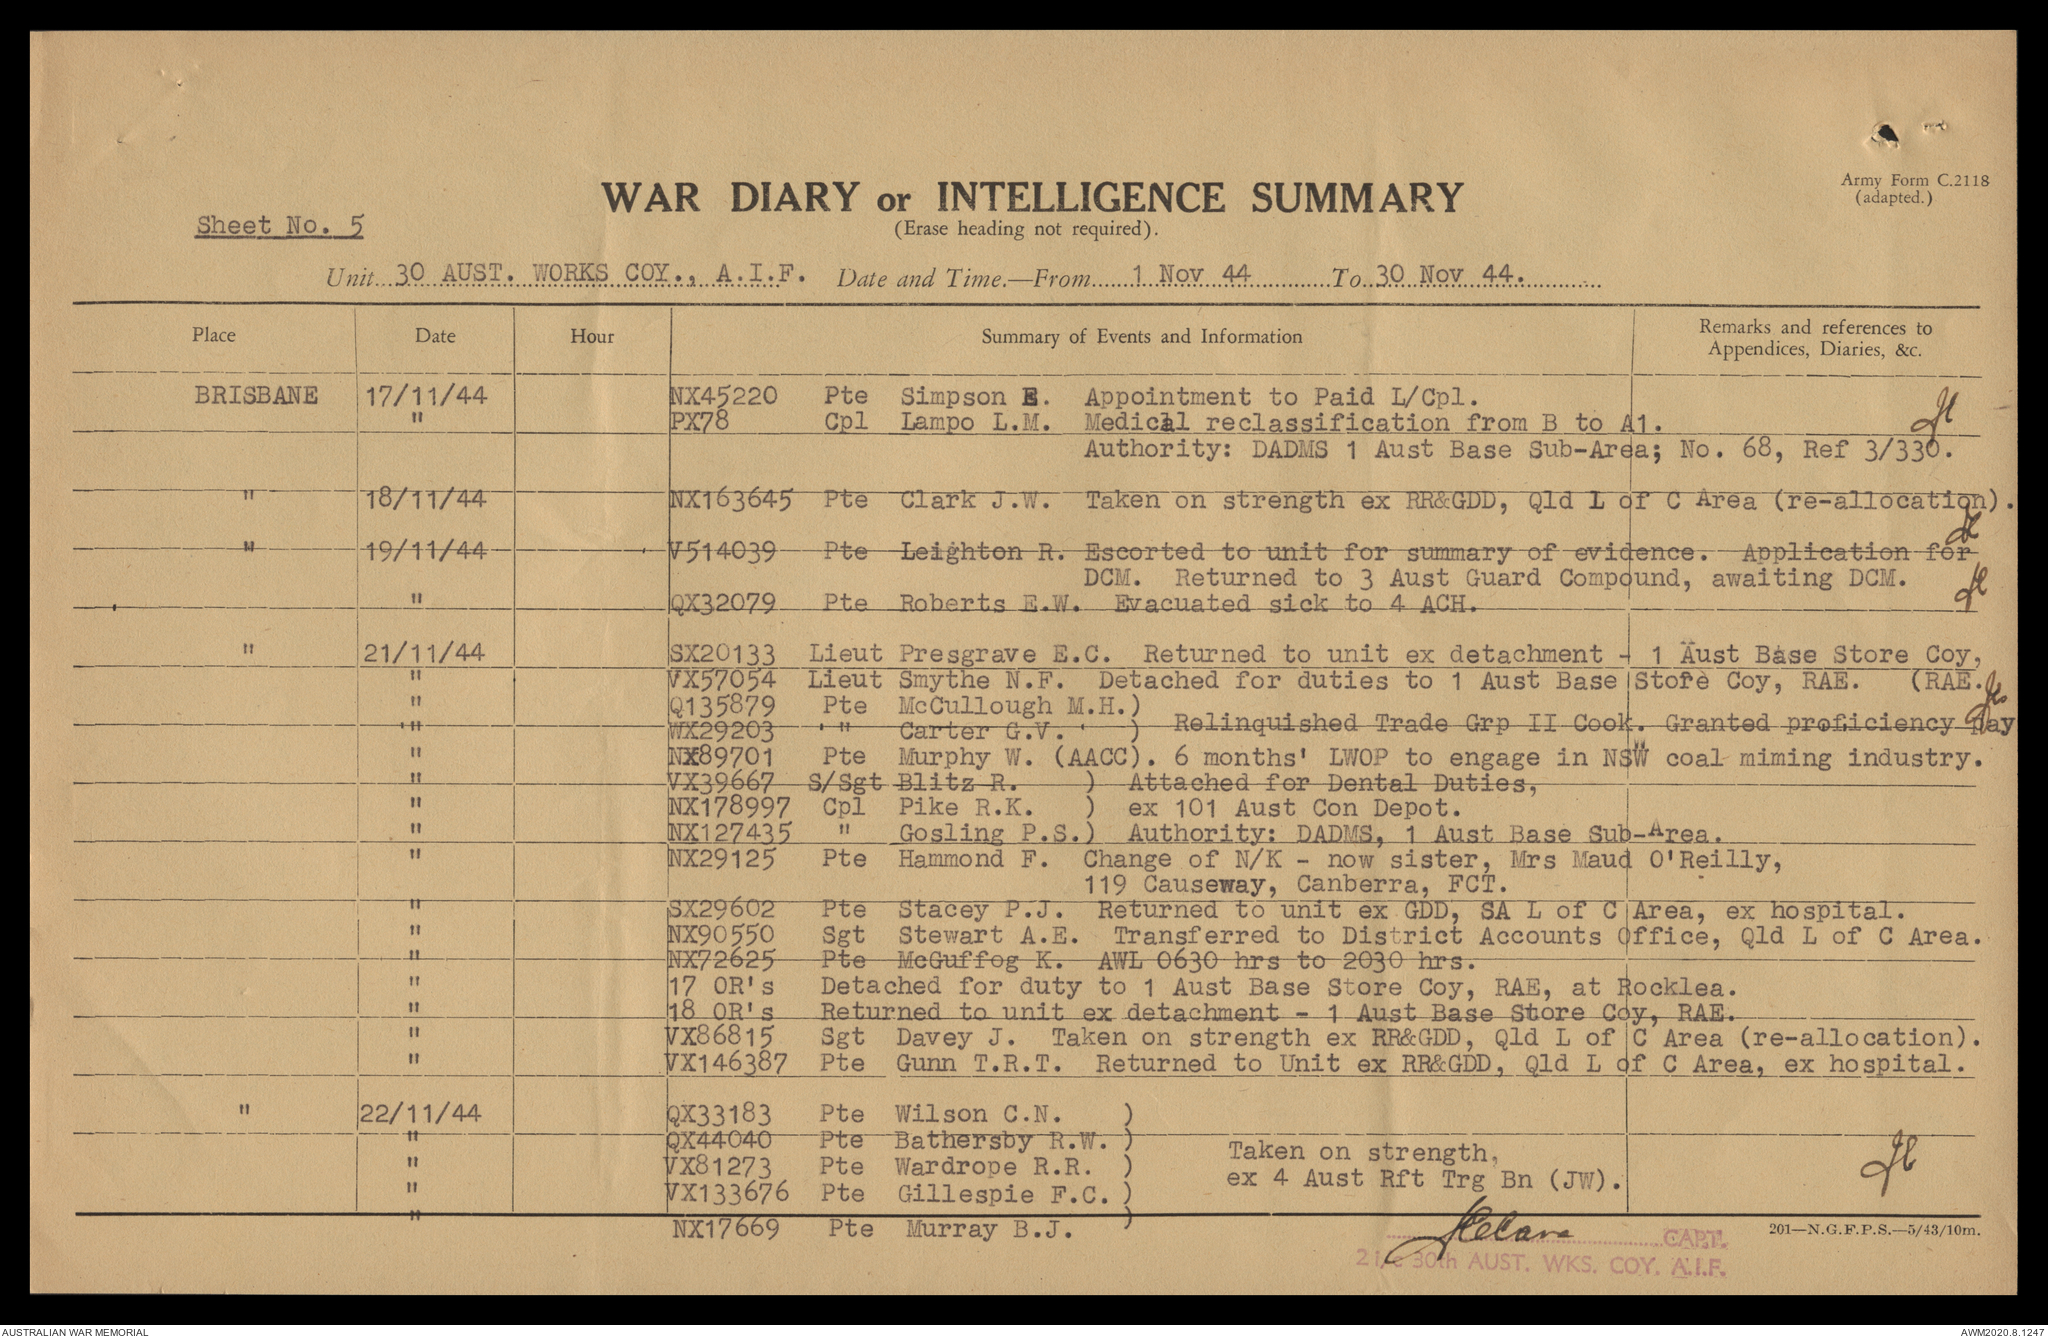 Army Form C.2118
(adapted.)
WAR DIARY or INTELLIGENCE SUMMARY
(Erase heading not required).
Sheet No. 5
Unit 30 AUST. WORKS COY., A.I.F. Date and Time.—From 1 Nov 44 To 30 Nov 44.
Place Date Hour Summary of Events and Information Remarks and references to Appendices, Diaries, &c.
BRISBANE 17/11/44 NX45220 Pte Simpson E. Appointment to Paid L/Cpl.
" PX78 Cpl Lampo L.M. Medical reclassification from B to A1.
Authority: DADMS 1 Aust Base Sub-Area; No. 68, Ref 3/330.
" 18/11/44 NX163645 Pte Clark J.W. Taken on strength ex RR&GDD, Qld L of C Area (re-allocation).
" 19/11/44 V514039 Pte Leighton R. Escorted to unit for summary of evidence. Application for
DCM. Returned to 3 Aust Guard Compound, awaiting DCM.
" QX32079 Pte Roberts E.W. Evacuated sick to 4 ACH.
" 21/11/44 SX20133 Lieut Presgrave E.C. Returned to unit ex detachment - 1 Aust Base Store Coy,
" VX57054 Lieut Smythe N.F. Detached for duties to 1 Aust Base Store Coy, RAE. (RAE.
" Q135879 Pte McCullough M.H.)
" WX29203 " Carter G.V. ) Relinquished Trade Grp II Cook. Granted proficiency pay
" NX89701 Pte Murphy W. (AACC). 6 months' LWOP to engage in NSW coal miming industry.
" VX39667 S/Sgt Blitz R. ) Attached for Dental Duties,
" NX178997 Cpl Pike R.K. ) ex 101 Aust Con Depot.
" NX127435 " Gosling P.S.) Authority: DADMS, 1 Aust Base Sub-Area.
" NX29125 Pte Hammond F. Change of N/K - now sister, Mrs Maud O'Reilly,
119 Causeway, Canberra, FCT.
" SX29602 Pte Stacey P.J. Returned to unit ex GDD, SA L of C Area, ex hospital.
" NX90550 Sgt Stewart A.E. Transferred to District Accounts Office, Qld L of C Area.
" NX72625 Pte McGuffog K. AWL 0630 hrs to 2030 hrs.
" 17 OR's Detached for duty to 1 Aust Base Store Coy, RAE, at Rocklea.
" 18 OR's Returned to unit ex detachment - 1 Aust Base Store Coy, RAE.
" VX86815 Sgt Davey J. Taken on strength ex RR&GDD, Qld L of C Area (re-allocation).
" VX146387 Pte Gunn T.R.T. Returned to Unit ex RR&GDD, Qld L of C Area, ex hospital.
" 22/11/44 QX33183 Pte Wilson C.N. )
" QX44040 Pte Bathersby R.W. )
" VX81273 Pte Wardrope R.R. ) Taken on strength,
" VX133676 Pte Gillespie F.C. ) ex 4 Aust Rft Trg Bn (JW).
" NX17669 Pte Murray B.J. )
CAPT.
2 i/c 30th AUST. WKS. COY. A.I.F.
201—N.G.F.P.S.—5/43/10m.
AUSTRALIAN WAR MEMORIAL
AWM2020.8.1247